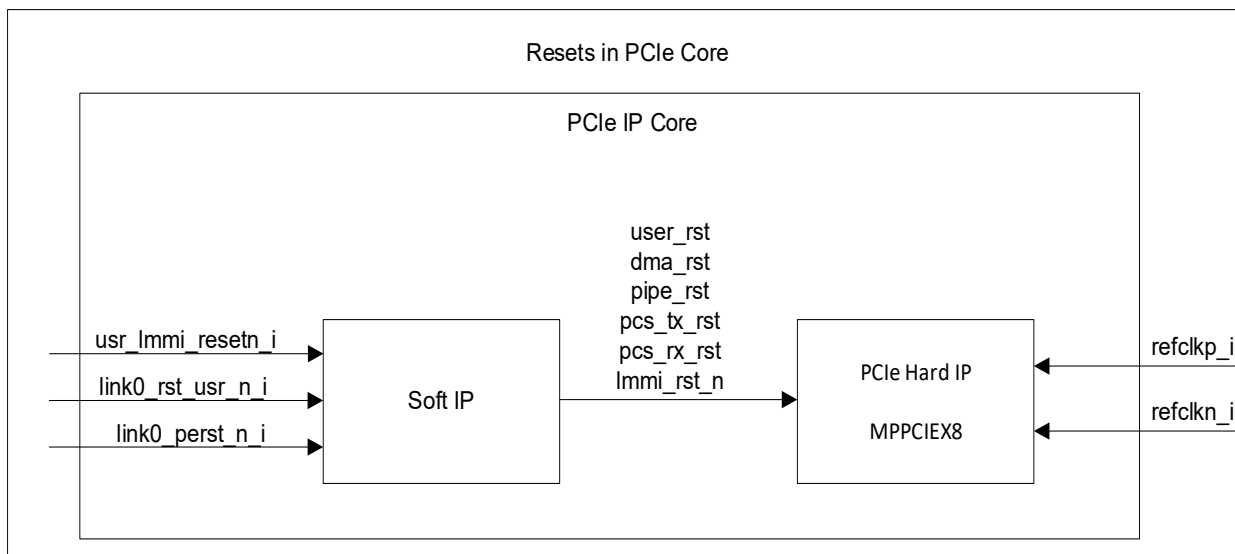 Resets in PCIe Core
PCIe IP Core
user_rst
dma_rst
pipe_rst
pcs_tx_rst
pcs_rx_rst
lmmi_rst_n
usr_lmmi_resetn_i
link0_rst_usr_n_i
link0_perst_n_i
Soft IP
PCIe Hard IP
MPPCIEX8
refclkp_i
refclkn_i